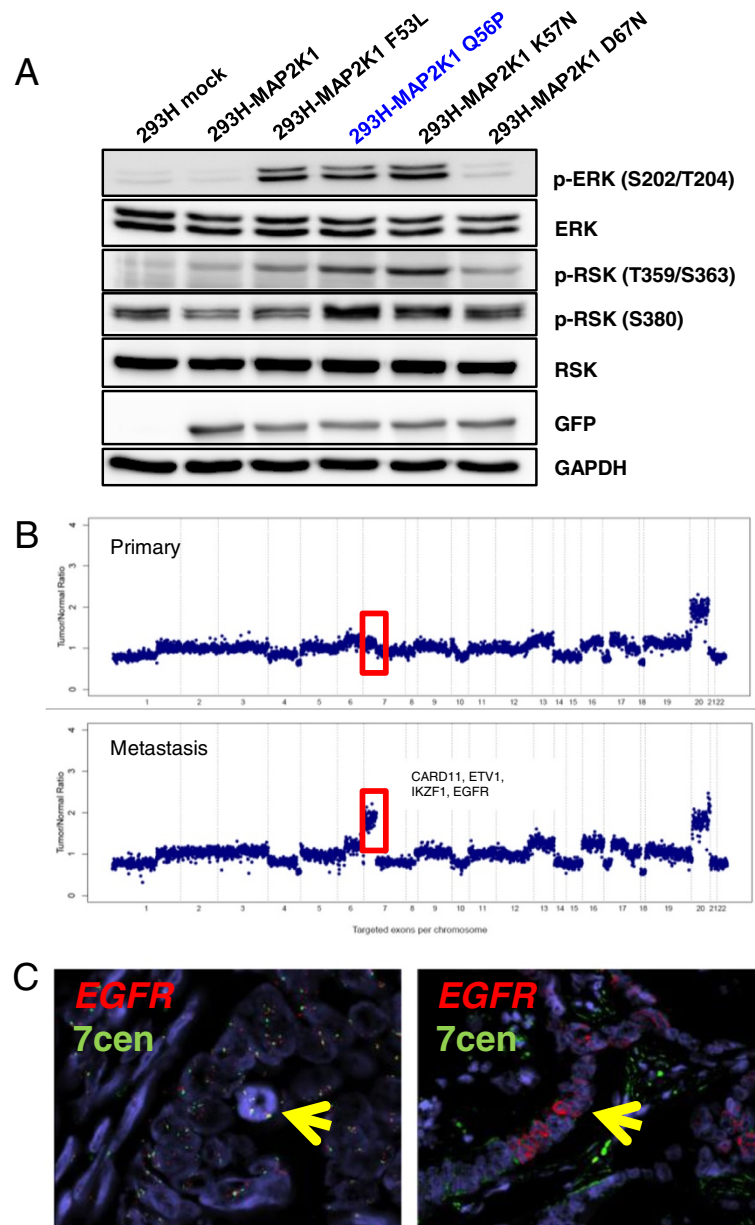 A
293H mock
293H-MAP2K1
293H-MAP2K1 F53L
293H-MAP2K1 Q56P
293H-MAP2K1 K57N
293H-MAP2K1 D67N
p-ERK (S202/T204)
ERK
p-RSK (T359/S363)
p-RSK (S380)
RSK
GFP
GAPDH
B
Primary
Tumor/Normal Ratio
4
3
2
1
0
1 2 3 4 5 6 7 8 9 10 11 12 13 14 15 16 17 18 19 20 2122
Metastasis
CARD11, ETV1,
IKZF1, EGFR
Tumor/Normal Ratio
4
3
2
1
0
1 2 3 4 5 6 7 8 9 10 11 12 13 14 15 16 17 18 19 20 2122
Targeted exons per chromosome
C
EGFR
7cen
EGFR
7cen